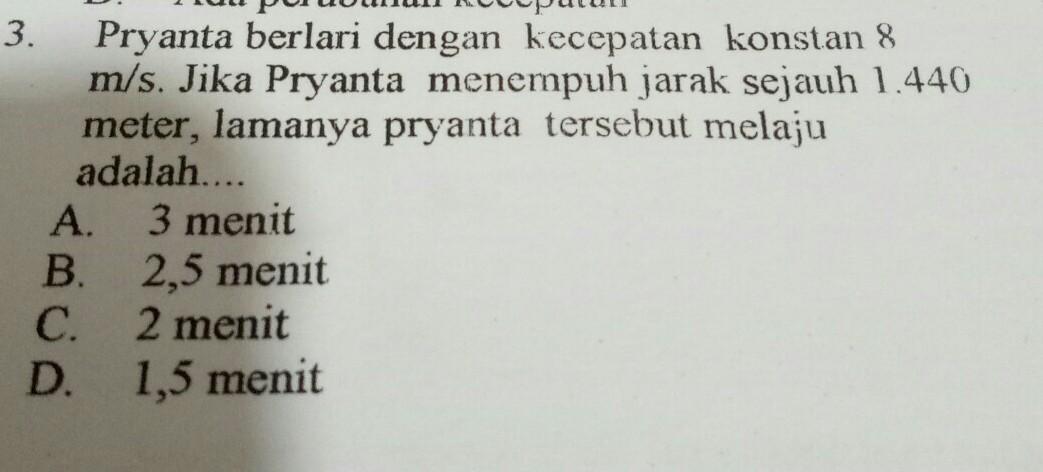 3. Pryanta berlari dengan kecepatan konstan 8
m/s. Jika Pryanta menempuh jarak sejauh 1.440
meter, lamanya pryanta tersebut melaju
adalah....
A. 3 menit
B. 2,5 menit
C. 2 menit
D. 1,5 menit